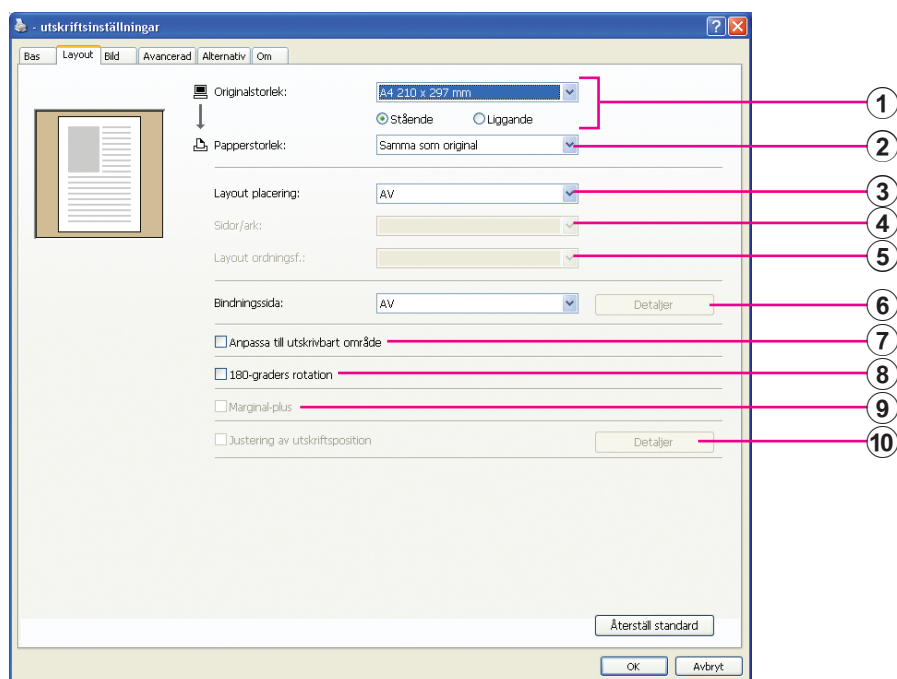 - utskriftsinställningar
Bas Layout Bild Avancerad Alternativ Om
Originalstorlek: A4 210 x 297 mm
1
Stående Liggande
Papperstorlek: Samma som original 2
Layout placering: AV 3
Sidor/ark: 4
Layout ordningsf.: 5
Bindningssida: AV Detaljer 6
Anpassa till utskrivbart område 7
180-graders rotation 8
Marginal-plus 9
Justering av utskriftsposition Detaljer 10
Återställ standard
OK Avbryt